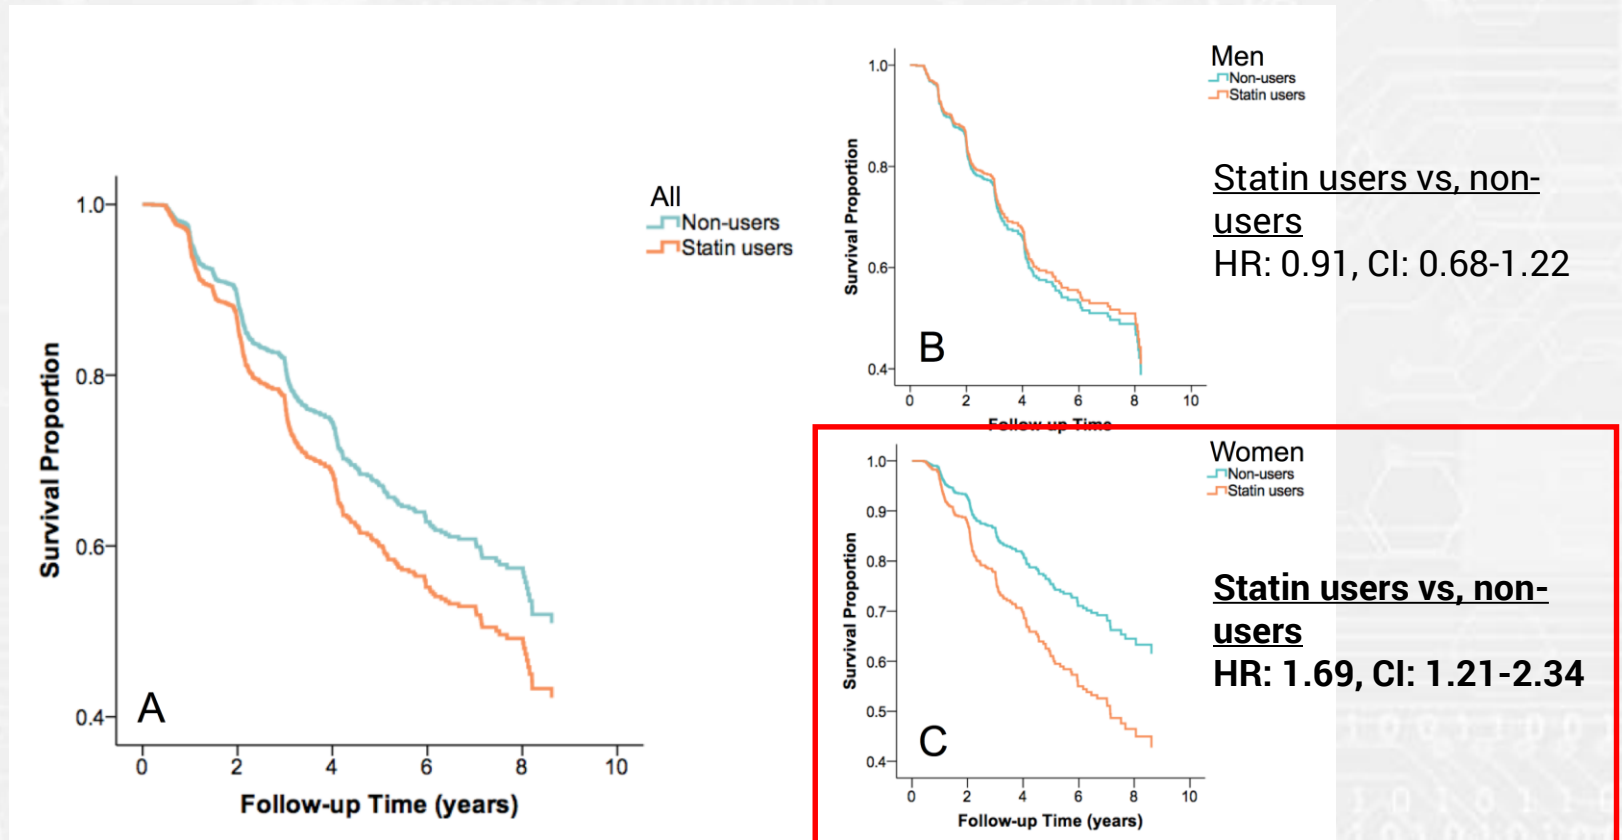 All
Non-users
Statin users
1.0
0.8
0.6
0.4
Survival Proportion
A
0 2 4 6 8 10
Follow-up Time (years)
Men
Non-users
Statin users
1.0
0.8
0.6
0.4
Survival Proportion
B
0 2 4 6 8 10
Follow-up Time
Statin users vs, non-
users
HR: 0.91, CI: 0.68-1.22
Women
Non-users
Statin users
1.0
0.9
0.8
0.7
0.6
0.5
0.4
Survival Proportion
C
0 2 4 6 8 10
Follow-up Time (years)
Statin users vs, non-
users
HR: 1.69, CI: 1.21-2.34